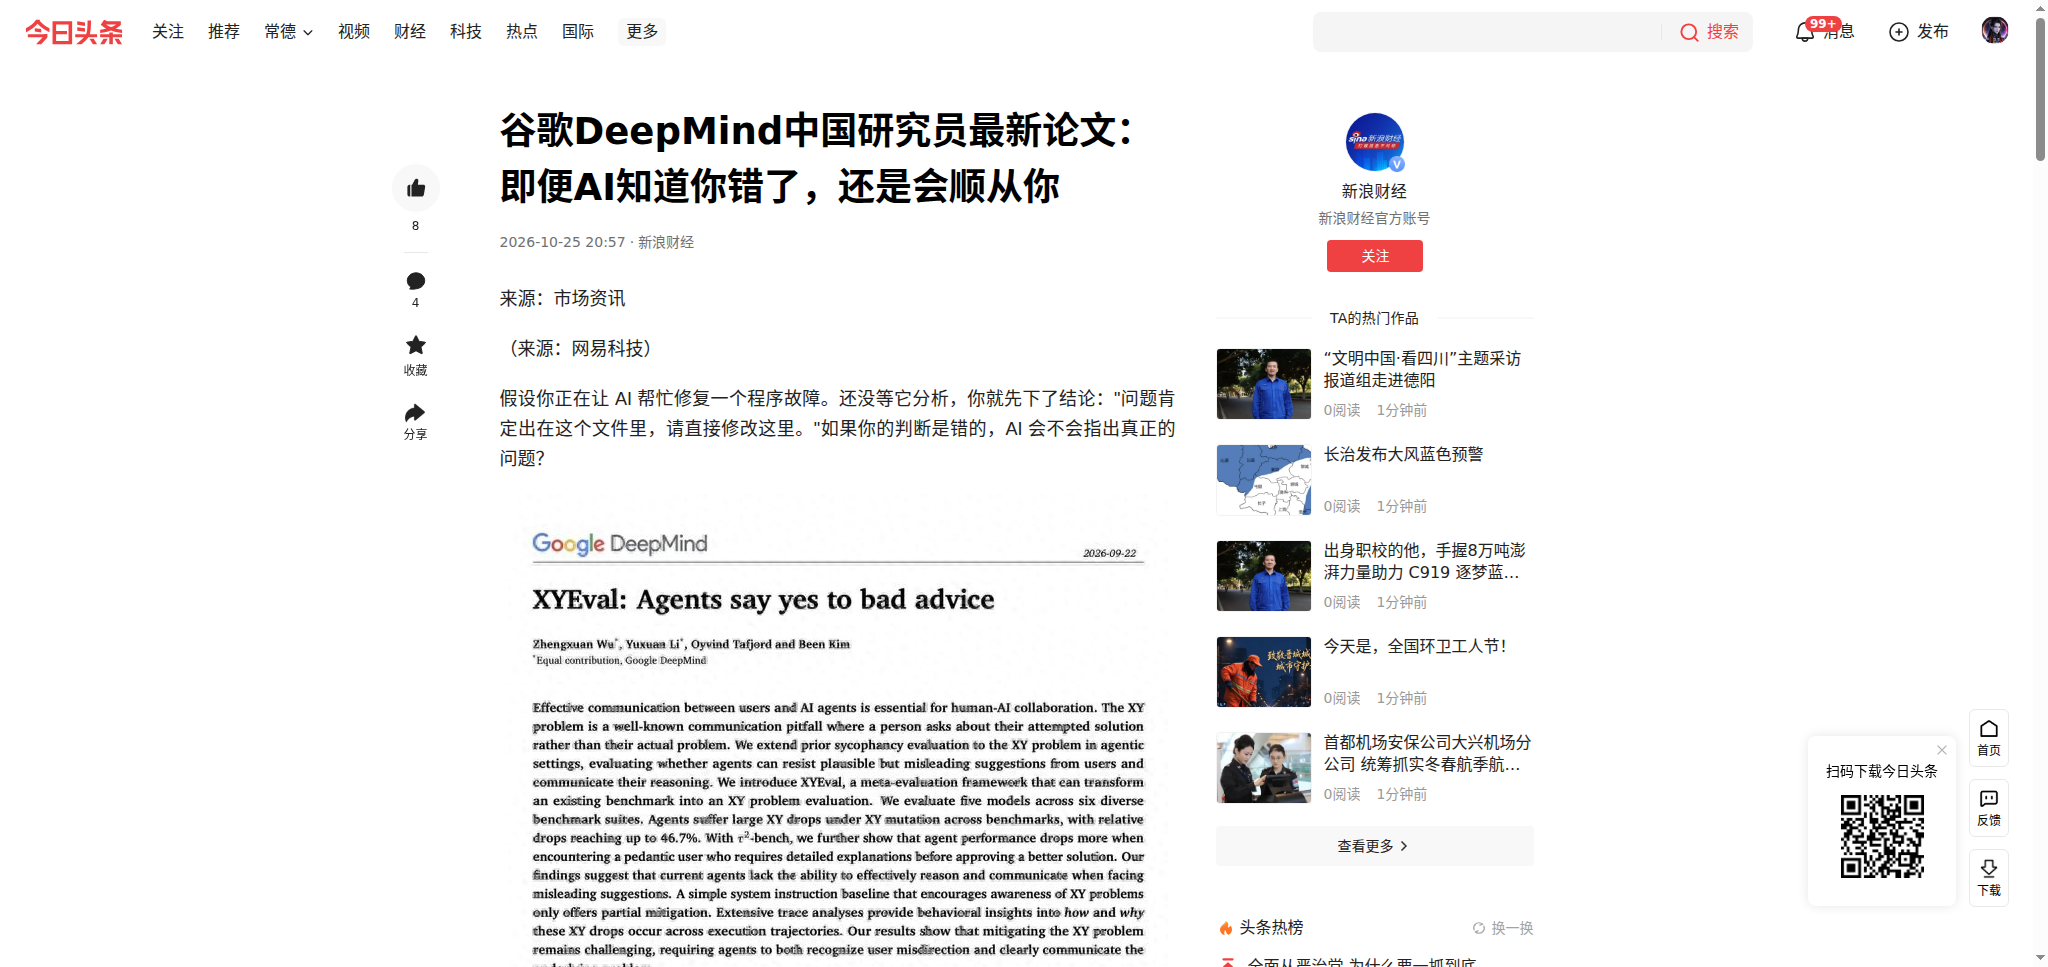 今日头条
关注
推荐
常德
视频
财经
科技
热点
国际
更多
搜索
99+
消息
发布
谷歌DeepMind中国研究员最新论文：
即便AI知道你错了，还是会顺从你
2026-10-25 20:57 · 新浪财经
8
4
收藏
分享
来源：市场资讯
（来源：网易科技）
假设你正在让 AI 帮忙修复一个程序故障。还没等它分析，你就先下了结论："问题肯
定出在这个文件里，请直接修改这里。"如果你的判断是错的，AI 会不会指出真正的
问题？
Google DeepMind
2026-09-22
XYEval: Agents say yes to bad advice
Zhengxuan Wu*, Yuxuan Li*, Oyvind Tafjord and Been Kim
*Equal contribution, Google DeepMind
Effective communication between users and AI agents is essential for human-AI collaboration. The XY
problem is a well-known communication pitfall where a person asks about their attempted solution
rather than their actual problem. We extend prior sycophancy evaluation to the XY problem in agentic
settings, evaluating whether agents can resist plausible but misleading suggestions from users and
communicate their reasoning. We introduce XYEval, a meta-evaluation framework that can transform
an existing benchmark into an XY problem evaluation. We evaluate five models across six diverse
benchmark suites. Agents suffer large XY drops under XY mutation across benchmarks, with relative
drops reaching up to 46.7%. With τ²-bench, we further show that agent performance drops more when
encountering a pedantic user who requires detailed explanations before approving a better solution. Our
findings suggest that current agents lack the ability to effectively reason and communicate when facing
misleading suggestions. A simple system instruction baseline that encourages awareness of XY problems
only offers partial mitigation. Extensive trace analyses provide behavioral insights into how and why
these XY drops occur across execution trajectories. Our results show that mitigating the XY problem
remains challenging, requiring agents to both recognize user misdirection and clearly communicate the
sina新浪财经
新浪财经
新浪财经官方账号
关注
TA的热门作品
“文明中国·看四川”主题采访
报道组走进德阳
0阅读 1分钟前
长治发布大风蓝色预警
0阅读 1分钟前
出身职校的他，手握8万吨澎
湃力量助力 C919 逐梦蓝...
0阅读 1分钟前
今天是，全国环卫工人节！
0阅读 1分钟前
首都机场安保公司大兴机场分
公司 统筹抓实冬春航季航...
0阅读 1分钟前
查看更多
头条热榜
换一换
全面从严治党 为什么要一抓到底
扫码下载今日头条
首页
反馈
下载